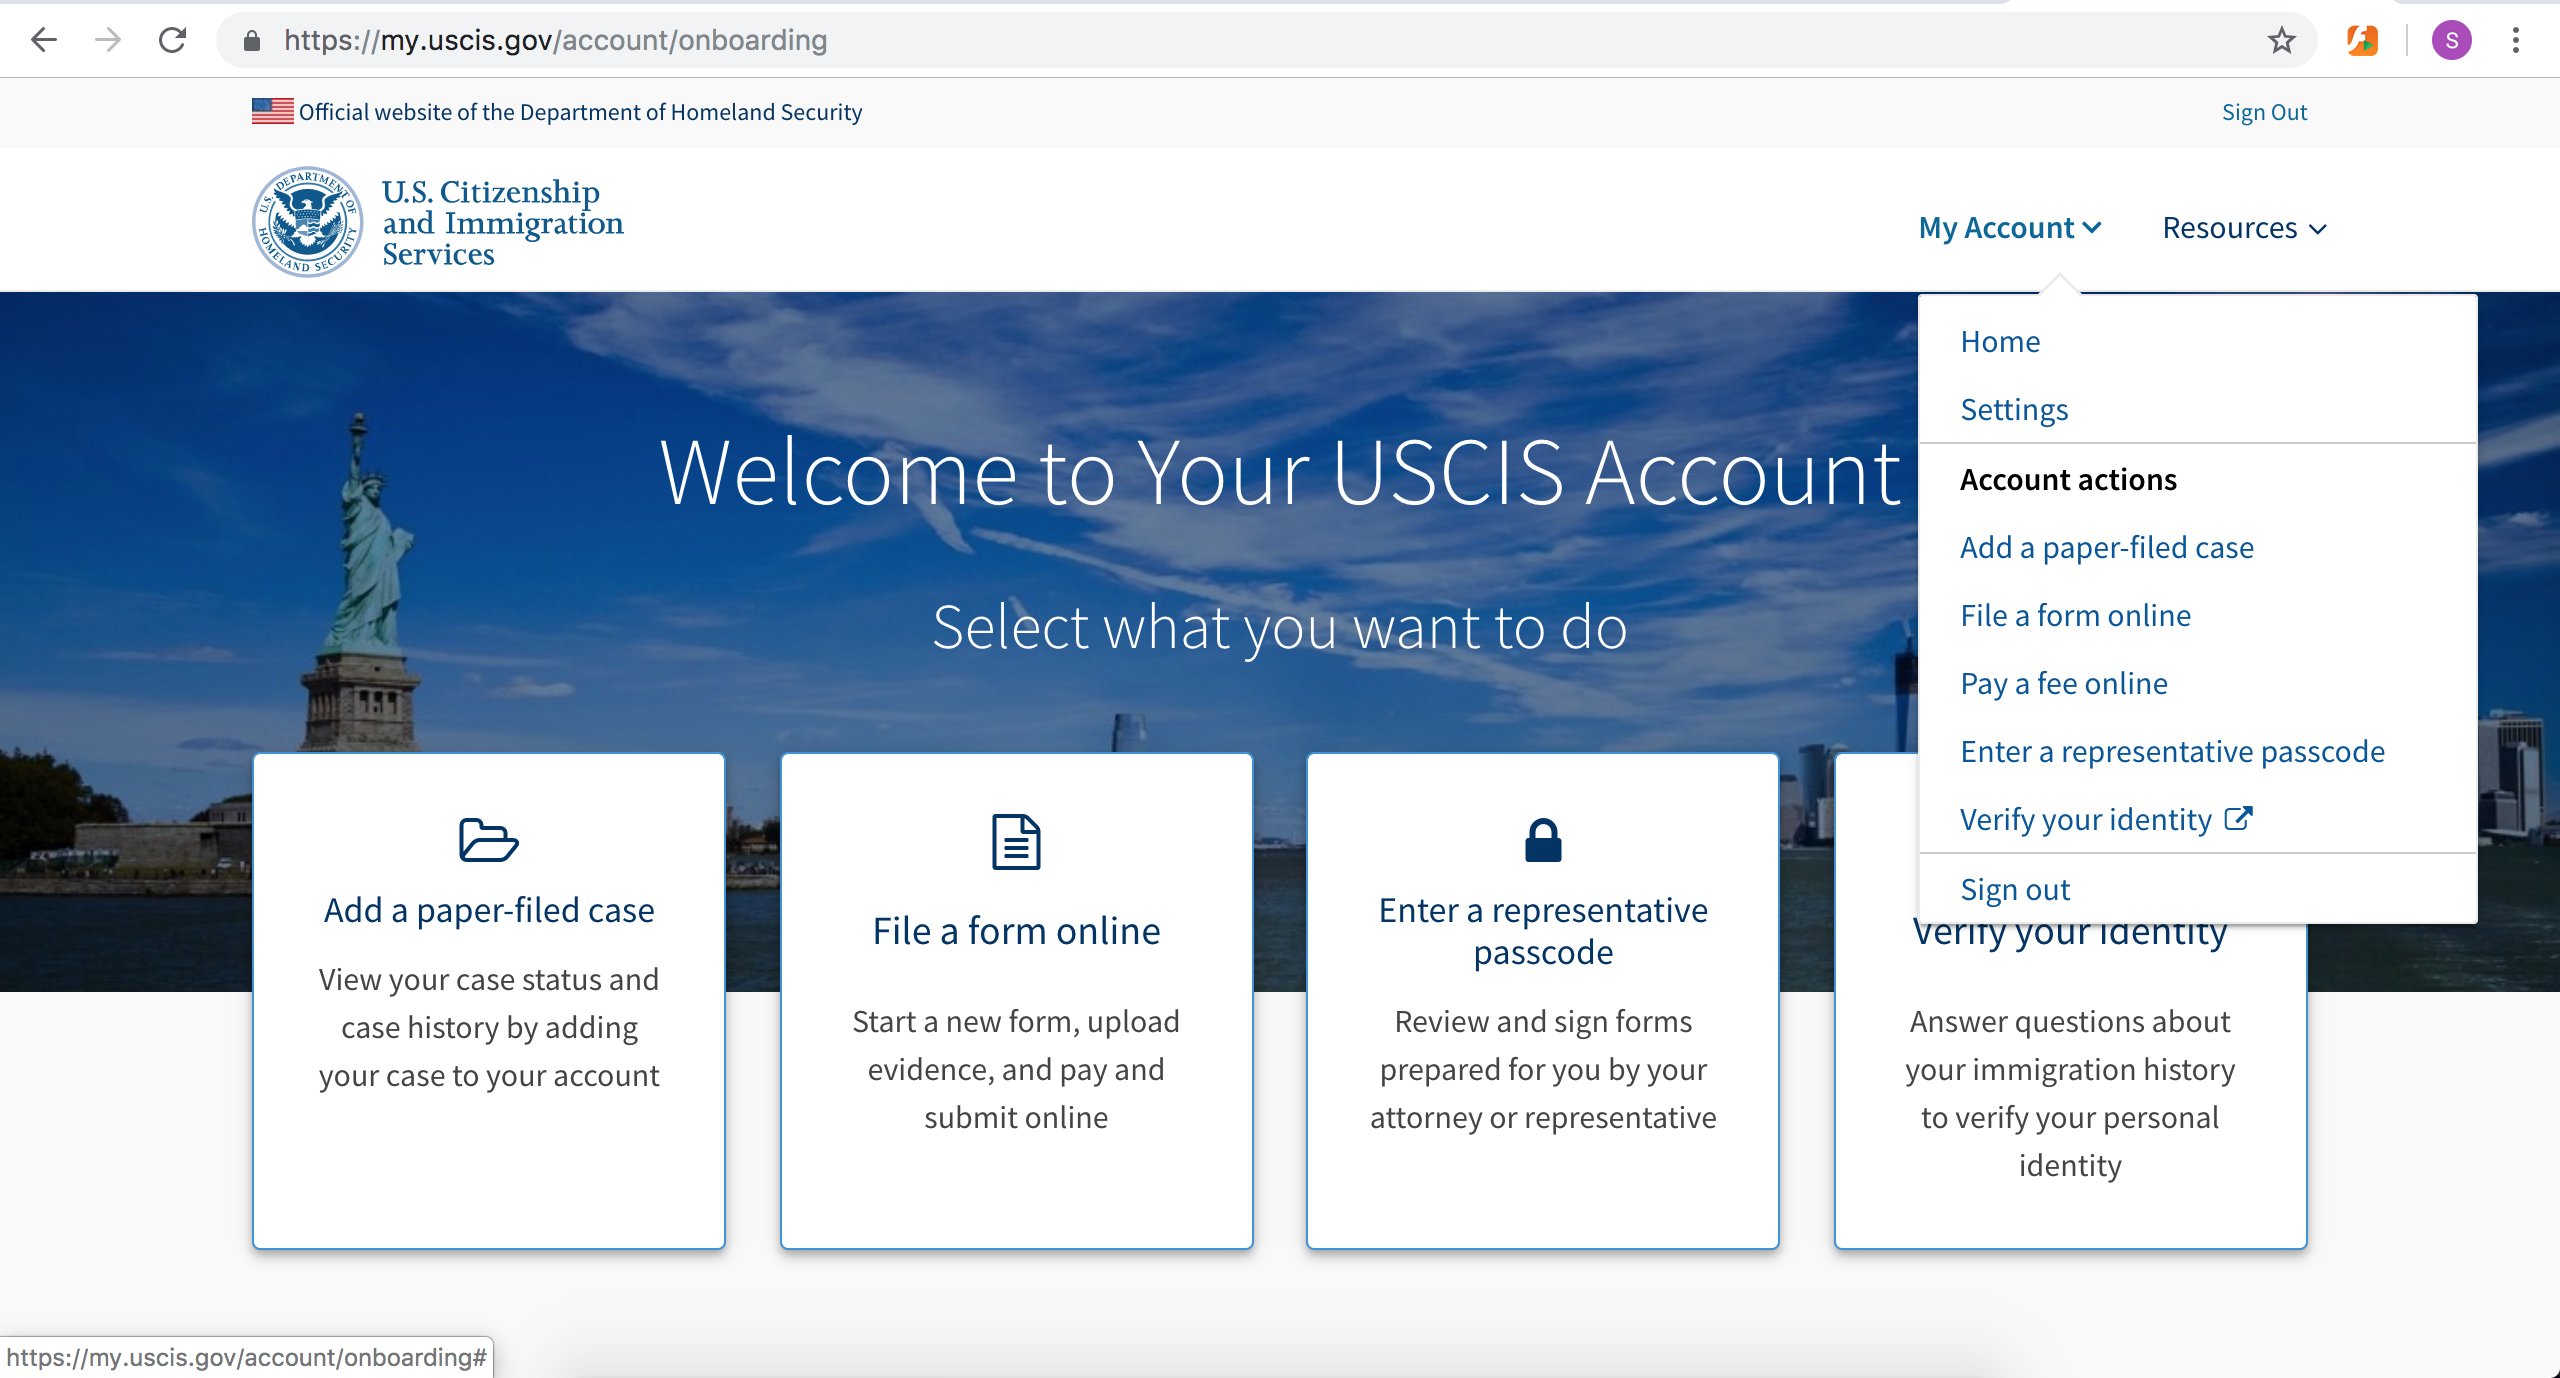 https://my.uscis.gov/account/onboarding
S
Official website of the Department of Homeland Security
Sign Out
U.S. DEPARTMENT OF HOMELAND SECURITY
U.S. Citizenship
and Immigration
Services
My Account
Resources
Home
Settings
Account actions
Add a paper-filed case
File a form online
Pay a fee online
Enter a representative passcode
Verify your identity
Sign out
Welcome to Your USCIS Account
Select what you want to do
Add a paper-filed case
View your case status and
case history by adding
your case to your account
File a form online
Start a new form, upload
evidence, and pay and
submit online
Enter a representative
passcode
Review and sign forms
prepared for you by your
attorney or representative
Verify your identity
Answer questions about
your immigration history
to verify your personal
identity
https://my.uscis.gov/account/onboarding#